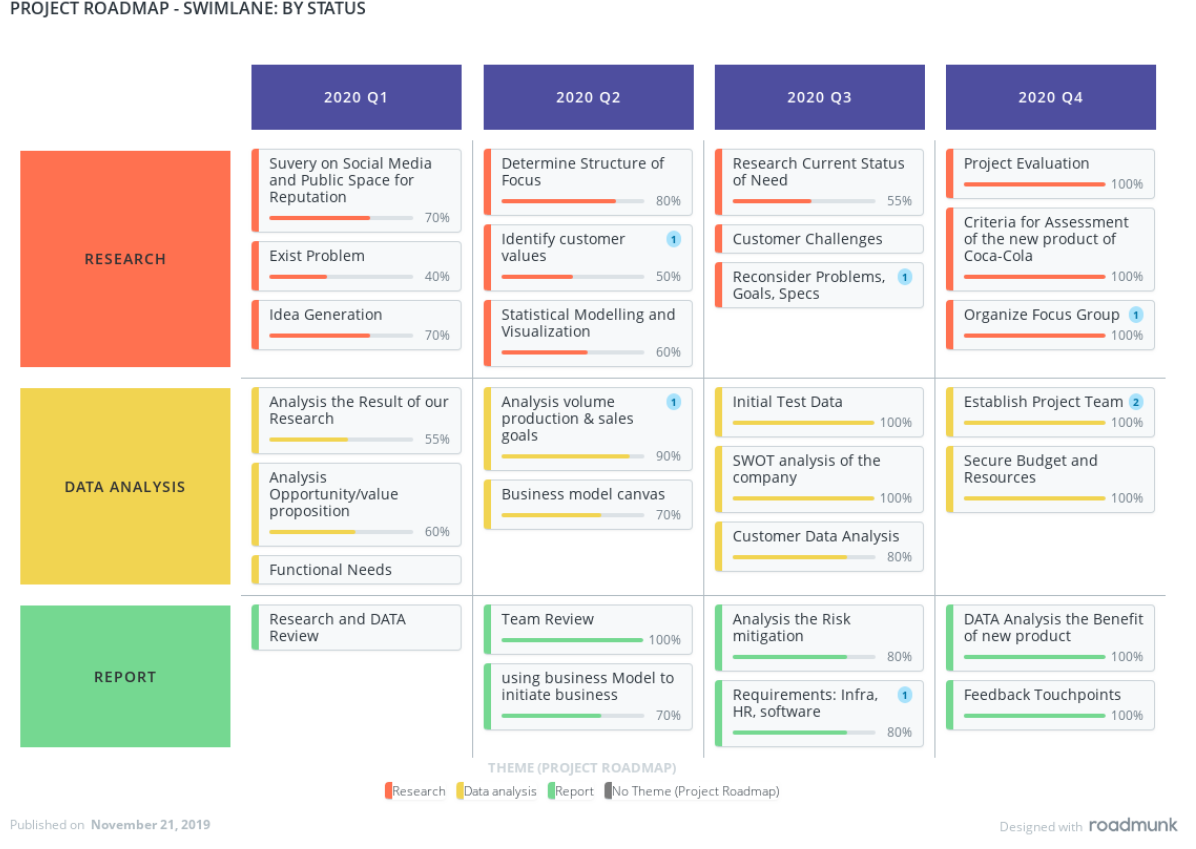 PROJECT ROADMAP - SWIMLANE: BY STATUS
2020 Q1
2020 Q2
2020 Q3
2020 Q4
RESEARCH
Suvery on Social Media
and Public Space for
Reputation
70%
Exist Problem
40%
Idea Generation
70%
Determine Structure of
Focus
80%
Identify customer 1
values
50%
Statistical Modelling and
Visualization
60%
Research Current Status
of Need
55%
Customer Challenges
Reconsider Problems, 1
Goals, Specs
Project Evaluation
100%
Criteria for Assessment
of the new product of
Coca-Cola
100%
Organize Focus Group 1
100%
DATA ANALYSIS
Analysis the Result of our
Research
55%
Analysis
Opportunity/value
proposition
60%
Functional Needs
Analysis volume 1
production & sales
goals
90%
Business model canvas
70%
Initial Test Data
100%
SWOT analysis of the
company
100%
Customer Data Analysis
80%
Establish Project Team 2
100%
Secure Budget and
Resources
100%
REPORT
Research and DATA
Review
Team Review
100%
using business Model to
initiate business
70%
Analysis the Risk
mitigation
80%
Requirements: Infra, 1
HR, software
80%
DATA Analysis the Benefit
of new product
100%
Feedback Touchpoints
100%
THEME (PROJECT ROADMAP)
Research Data analysis Report No Theme (Project Roadmap)
Published on November 21, 2019
Designed with roadmunk